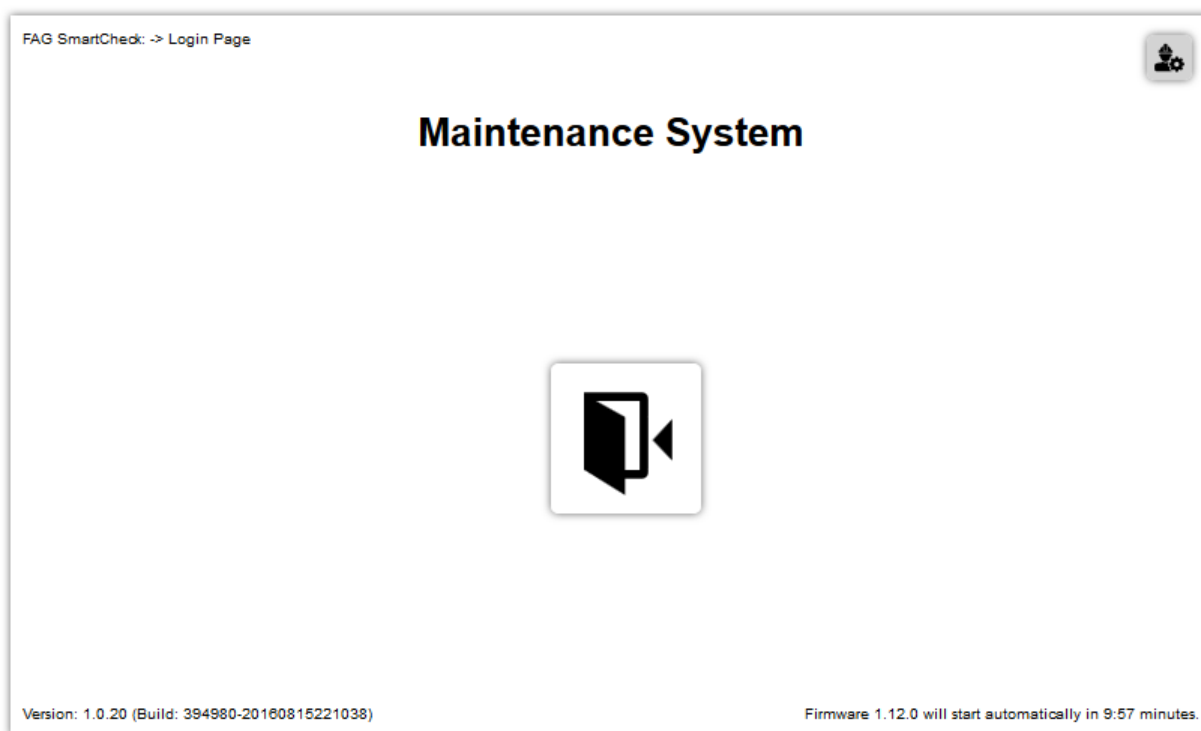 FAG SmartCheck: -> Login Page
Maintenance System
Version: 1.0.20 (Build: 394980-20160815221038)
Firmware 1.12.0 will start automatically in 9:57 minutes.